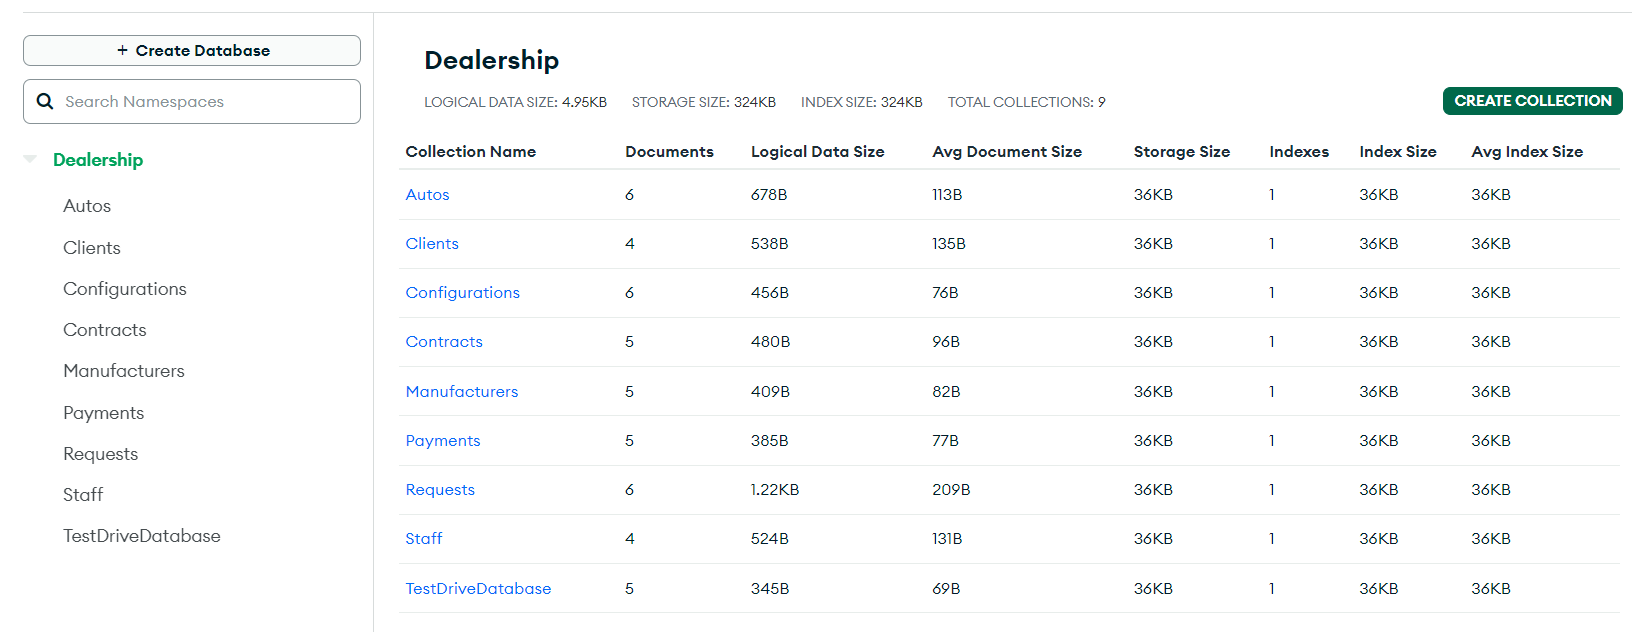 + Create Database
Search Namespaces
Dealership
Autos
Clients
Configurations
Contracts
Manufacturers
Payments
Requests
Staff
TestDriveDatabase
Dealership
LOGICAL DATA SIZE: 4.95KB STORAGE SIZE: 324KB INDEX SIZE: 324KB TOTAL COLLECTIONS: 9
CREATE COLLECTION
Collection Name Documents Logical Data Size Avg Document Size Storage Size Indexes Index Size Avg Index Size
Autos 6 678B 113B 36KB 1 36KB 36KB
Clients 4 538B 135B 36KB 1 36KB 36KB
Configurations 6 456B 76B 36KB 1 36KB 36KB
Contracts 5 480B 96B 36KB 1 36KB 36KB
Manufacturers 5 409B 82B 36KB 1 36KB 36KB
Payments 5 385B 77B 36KB 1 36KB 36KB
Requests 6 1.22KB 209B 36KB 1 36KB 36KB
Staff 4 524B 131B 36KB 1 36KB 36KB
TestDriveDatabase 5 345B 69B 36KB 1 36KB 36KB